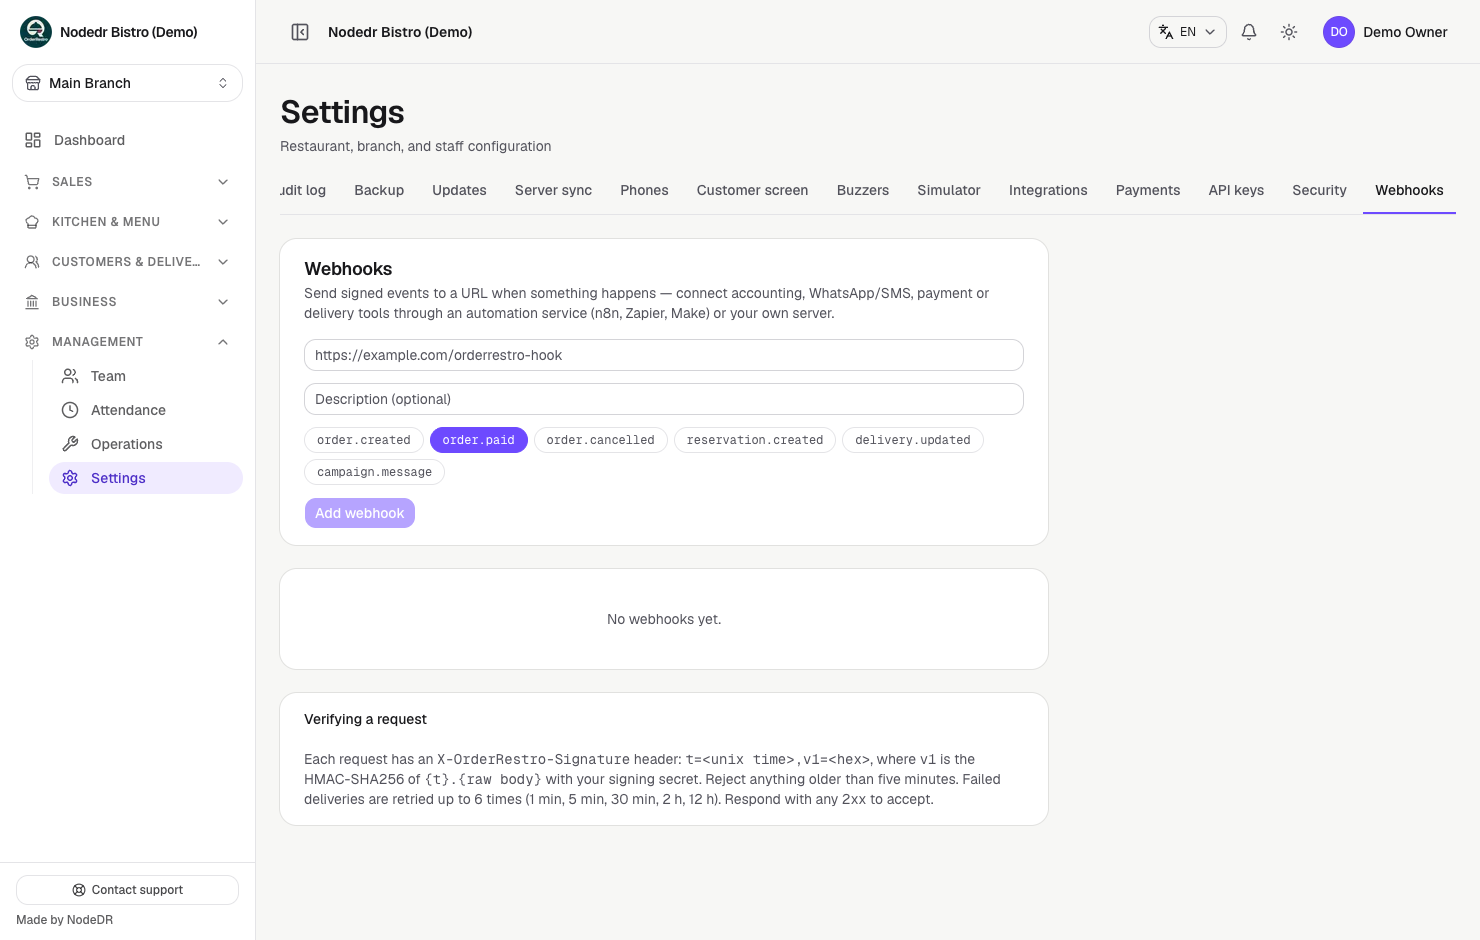 Nodedr Bistro (Demo)
Main Branch
Dashboard
SALES
KITCHEN & MENU
CUSTOMERS & DELIVE...
BUSINESS
MANAGEMENT
Team
Attendance
Operations
Settings
Contact support
Made by NodeDR
Nodedr Bistro (Demo)
EN
DO
Demo Owner
Settings
Restaurant, branch, and staff configuration
udit log Backup Updates Server sync Phones Customer screen Buzzers Simulator Integrations Payments API keys Security Webhooks
Webhooks
Send signed events to a URL when something happens — connect accounting, WhatsApp/SMS, payment or
delivery tools through an automation service (n8n, Zapier, Make) or your own server.
https://example.com/orderrestro-hook
Description (optional)
order.created order.paid order.cancelled reservation.created delivery.updated
campaign.message
Add webhook
No webhooks yet.
Verifying a request
Each request has an X-OrderRestro-Signature header: t=<unix time>,v1=<hex>, where v1 is the
HMAC-SHA256 of {t}.{raw body} with your signing secret. Reject anything older than five minutes. Failed
deliveries are retried up to 6 times (1 min, 5 min, 30 min, 2 h, 12 h). Respond with any 2xx to accept.